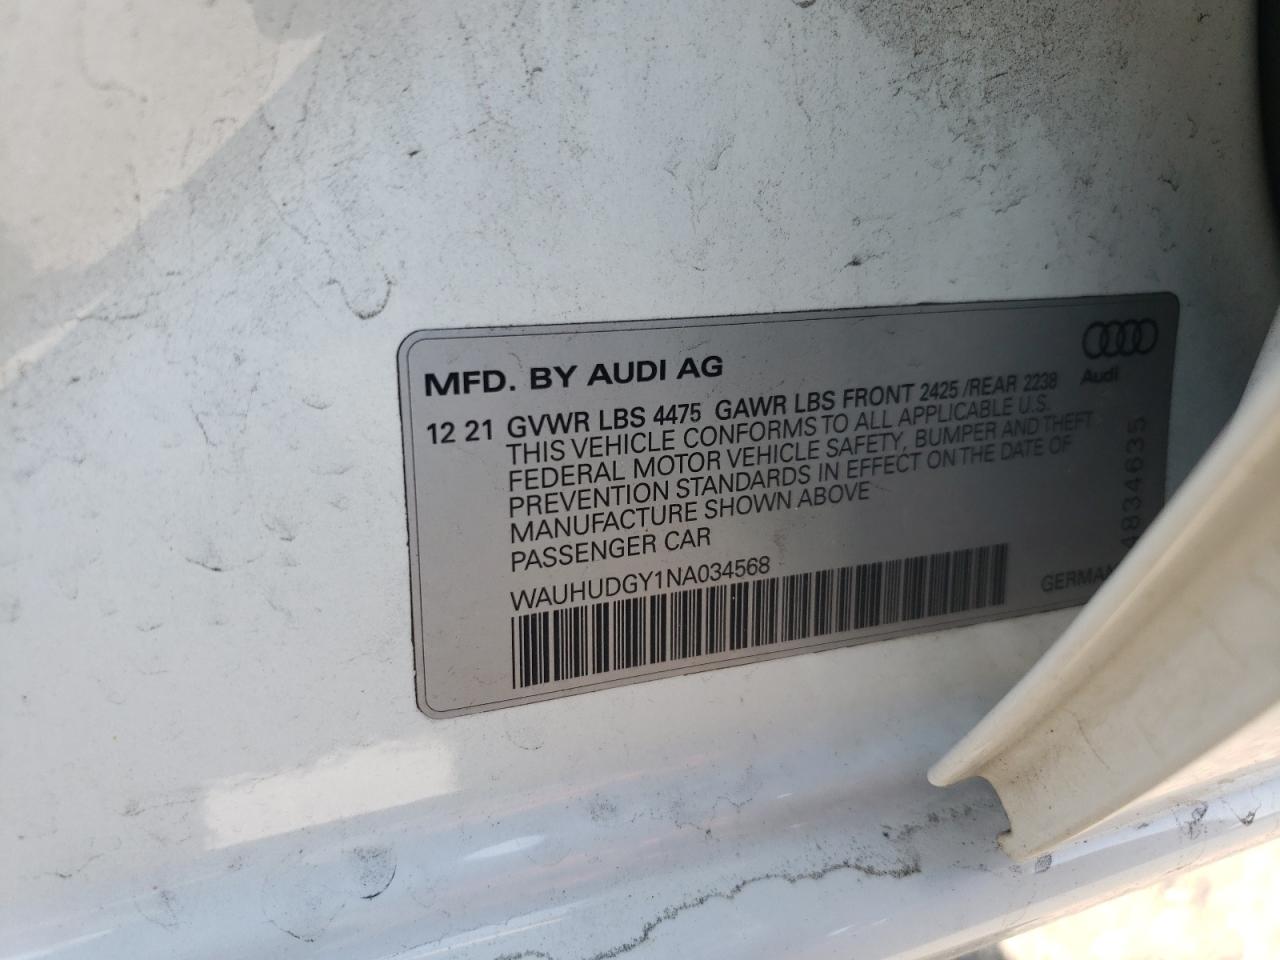 Audi
MFD. BY AUDI AG
12 21 GVWR LBS 4475 GAWR LBS FRONT 2425 /REAR 2238
THIS VEHICLE CONFORMS TO ALL APPLICABLE U.S.
FEDERAL MOTOR VEHICLE SAFETY, BUMPER AND THEFT
PREVENTION STANDARDS IN EFFECT ON THE DATE OF
MANUFACTURE SHOWN ABOVE
PASSENGER CAR
WAUHUDGY1NA034568
GERMAN
4834635